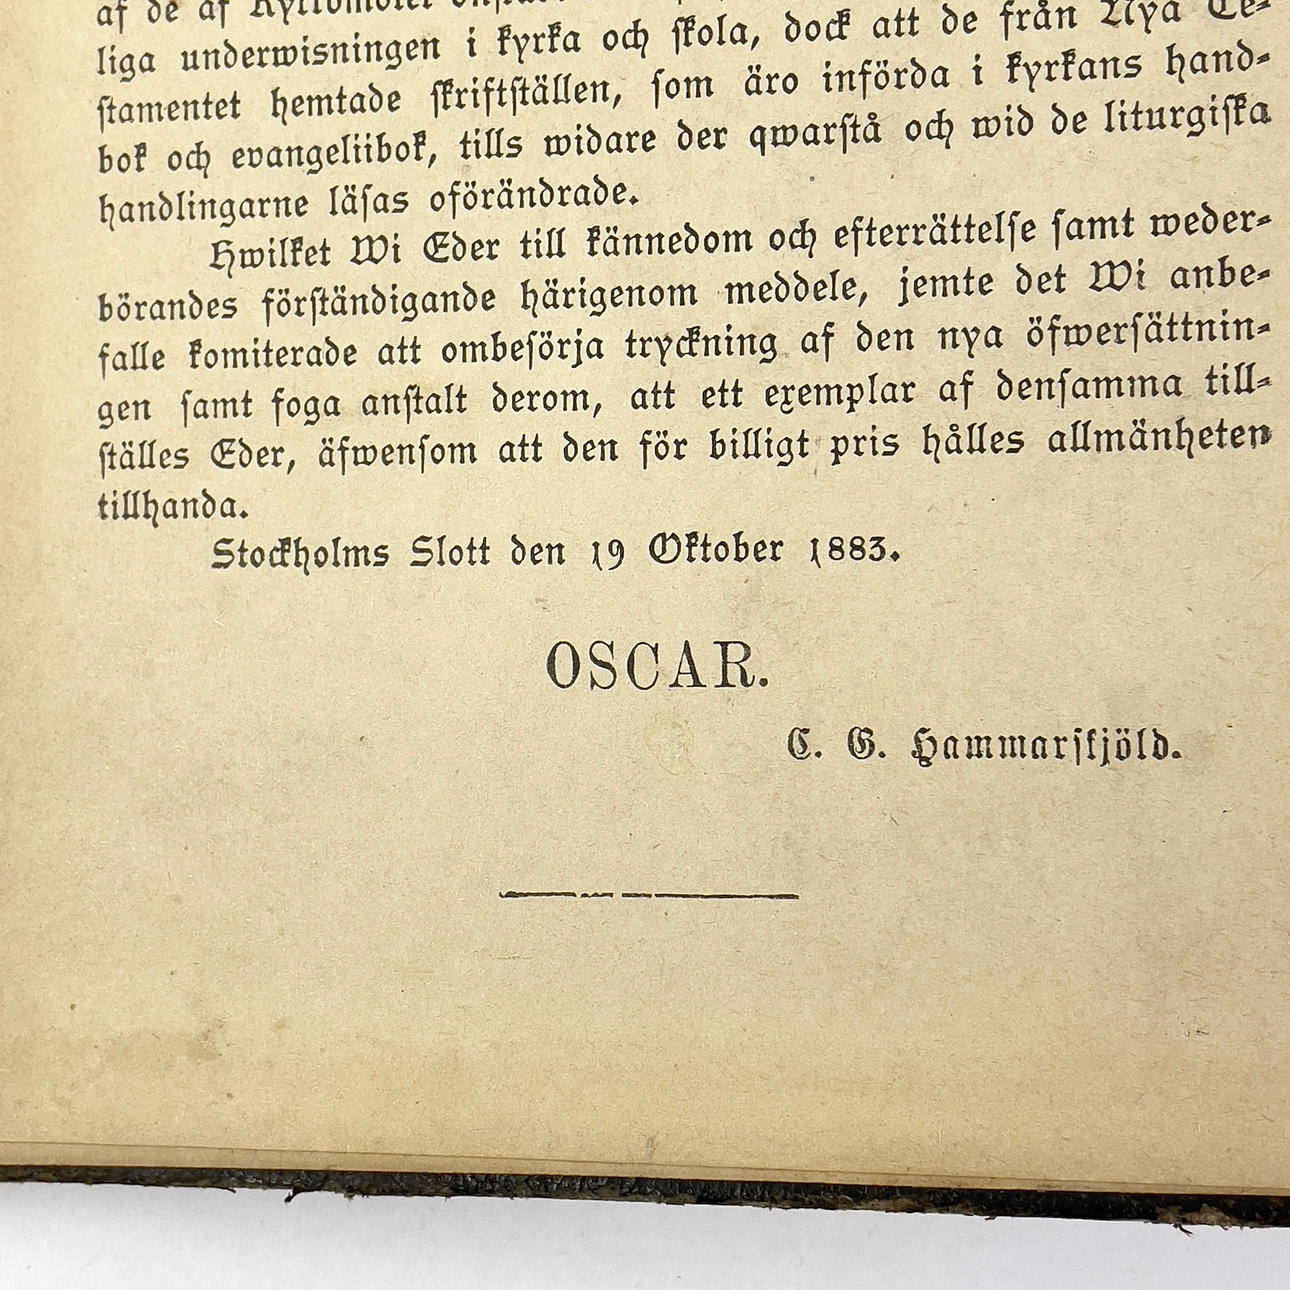 af de af
liga underwisningen i kyrka och skola, dock att de från Nya Te-
stamentet hemtade skriftställen, som äro införda i kyrkans hand-
bok och evangeliibok, tills widare der qwarstå och wid de liturgiska
handlingarne läsas oförändrade.
Hwilket Wi Eder till kännedom och efterrättelse samt weder-
börandes förständigande härigenom meddele, jemte det Wi anbe-
falle komiterade att ombesörja tryckning af den nya öfwersättnin-
gen samt foga anstalt derom, att ett exemplar af densamma till-
ställes Eder, äfwensom att den för billigt pris hålles allmänheten
tillhanda.
Stockholms Slott den 19 Oktober 1883.
OSCAR.
C. G. Hammarskjöld.